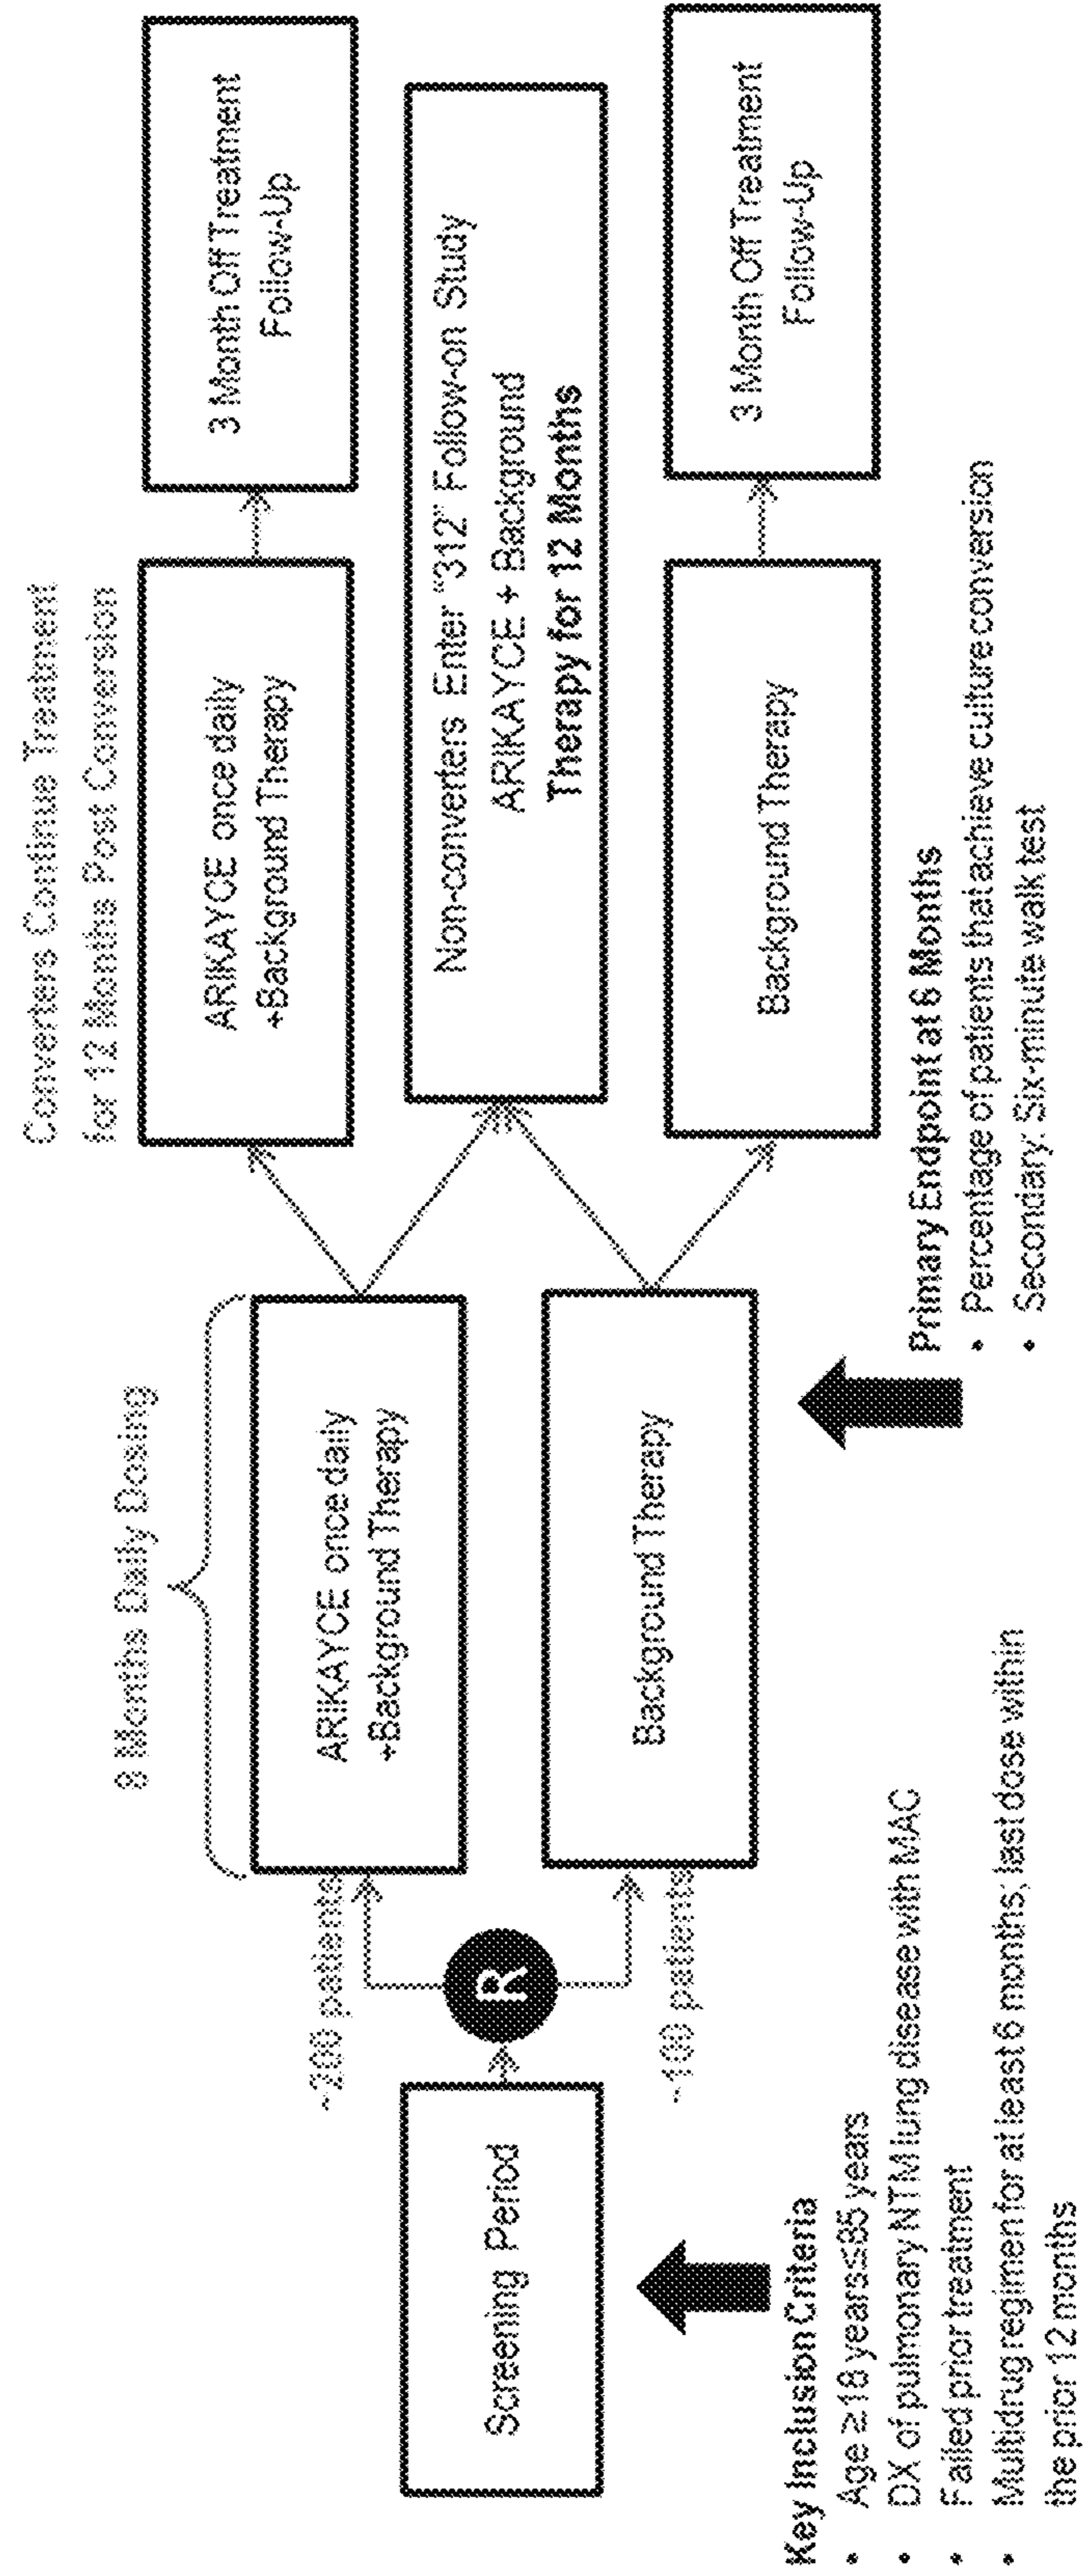 Screening Period
Key Inclusion Criteria
• Age ≥18 years≤85 years
• DX of pulmonary NTM lung disease with MAC
• Failed prior treatment
• Multidrug regimen for at least 6 months; last dose within
the prior 12 months
R
~200 patients
~100 patients
8 Months Daily Dosing
ARIKAYCE once daily
+Background Therapy
Background Therapy
Primary Endpoint at 6 Months
• Percentage of patients that achieve culture conversion
• Secondary: Six-minute walk test
Converters Continue Treatment
for 12 Months Post Conversion
ARIKAYCE once daily
+Background Therapy
Non-converters Enter "312" Follow-on Study
ARIKAYCE + Background
Therapy for 12 Months
Background Therapy
3 Month Off Treatment
Follow-Up
3 Month Off Treatment
Follow-Up